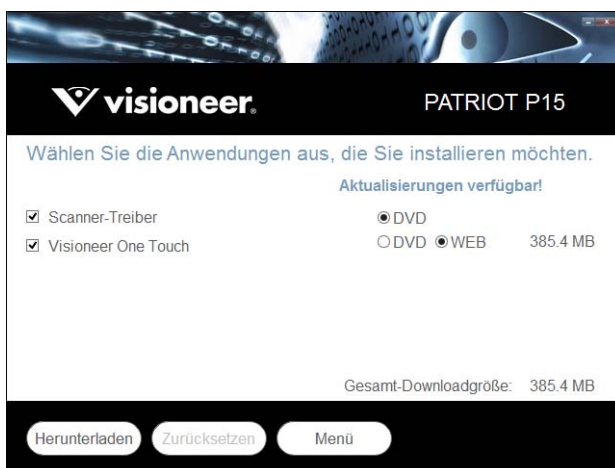 visioneer.
PATRIOT P15
Wählen Sie die Anwendungen aus, die Sie installieren möchten.
Aktualisierungen verfügbar!
Scanner-Treiber DVD
Visioneer One Touch DVD WEB 385.4 MB
Gesamt-Downloadgröße: 385.4 MB
Herunterladen Zurücksetzen Menü